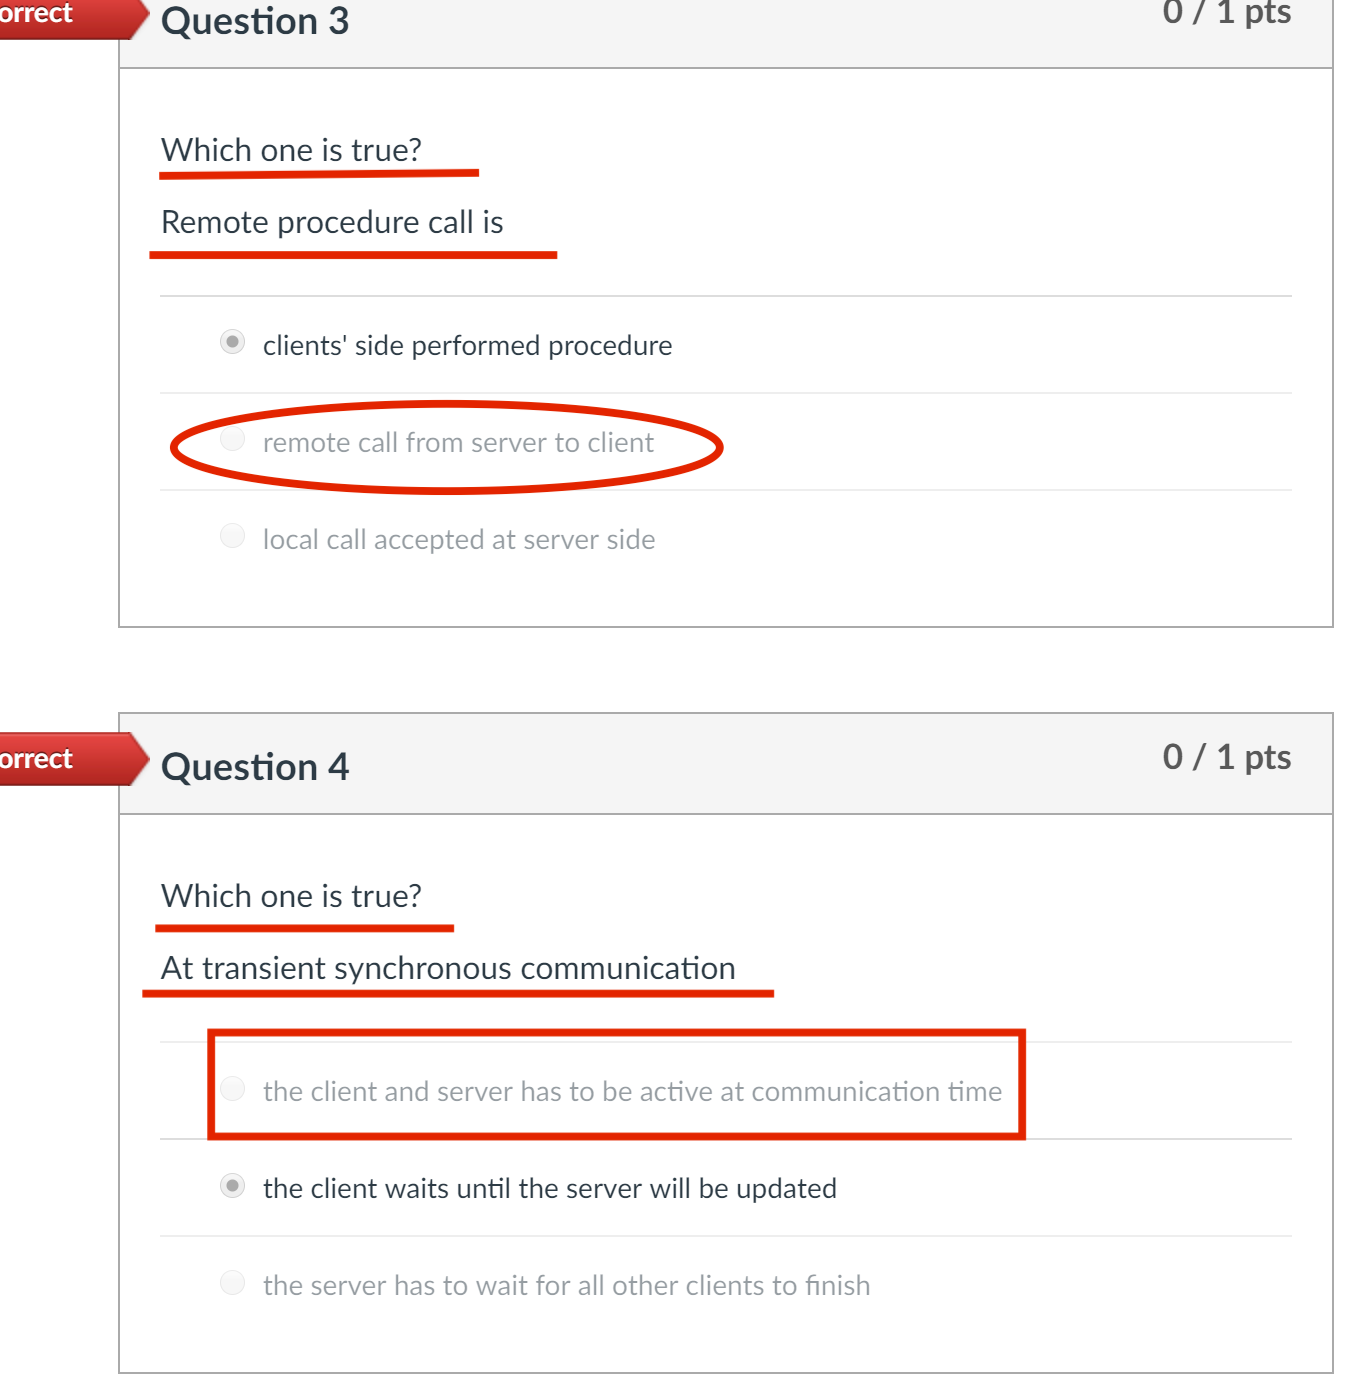 orrect
Question 3
0 / 1 pts
Which one is true?
Remote procedure call is
clients' side performed procedure
remote call from server to client
local call accepted at server side
orrect
Question 4
0 / 1 pts
Which one is true?
At transient synchronous communication
the client and server has to be active at communication time
the client waits until the server will be updated
the server has to wait for all other clients to finish